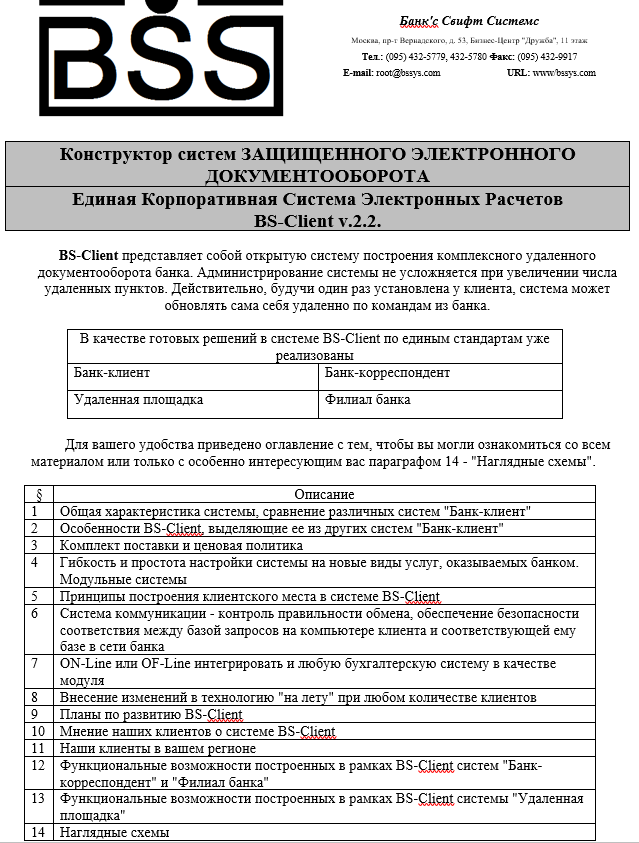 BSS
Банк'с Свифт Системс
Москва, пр-т Вернадского, д. 53, Бизнес-Центр "Дружба", 11 этаж
Тел.: (095) 432-5779, 432-5780 Факс: (095) 432-9917
E-mail: root@bssys.com URL: www/bssys.com
Конструктор систем ЗАЩИЩЕННОГО ЭЛЕКТРОННОГО
ДОКУМЕНТООБОРОТА
Единая Корпоративная Система Электронных Расчетов
BS-Client v.2.2.
BS-Client представляет собой открытую систему построения комплексного удаленного
документооборота банка. Администрирование системы не усложняется при увеличении числа
удаленных пунктов. Действительно, будучи один раз установлена у клиента, система может
обновлять сама себя удаленно по командам из банка.
В качестве готовых решений в системе BS-Client по единым стандартам уже
реализованы
Банк-клиент Банк-корреспондент
Удаленная площадка Филиал банка
Для вашего удобства приведено оглавление с тем, чтобы вы могли ознакомиться со всем
материалом или только с особенно интересующим вас параграфом 14 - "Наглядные схемы".
§ Описание
1 Общая характеристика системы, сравнение различных систем "Банк-клиент"
2 Особенности BS-Client, выделяющие ее из других систем "Банк-клиент"
3 Комплект поставки и ценовая политика
4 Гибкость и простота настройки системы на новые виды услуг, оказываемых банком.
Модульные системы
5 Принципы построения клиентского места в системе BS-Client
6 Система коммуникации - контроль правильности обмена, обеспечение безопасности
соответствия между базой запросов на компьютере клиента и соответствующей ему
базе в сети банка
7 ON-Line или OF-Line интегрировать и любую бухгалтерскую систему в качестве
модуля
8 Внесение изменений в технологию "на лету" при любом количестве клиентов
9 Планы по развитию BS-Client
10 Мнение наших клиентов о системе BS-Client
11 Наши клиенты в вашем регионе
12 Функциональные возможности построенных в рамках BS-Client систем "Банк-
корреспондент" и "Филиал банка"
13 Функциональные возможности построенных в рамках BS-Client системы "Удаленная
площадка"
14 Наглядные схемы